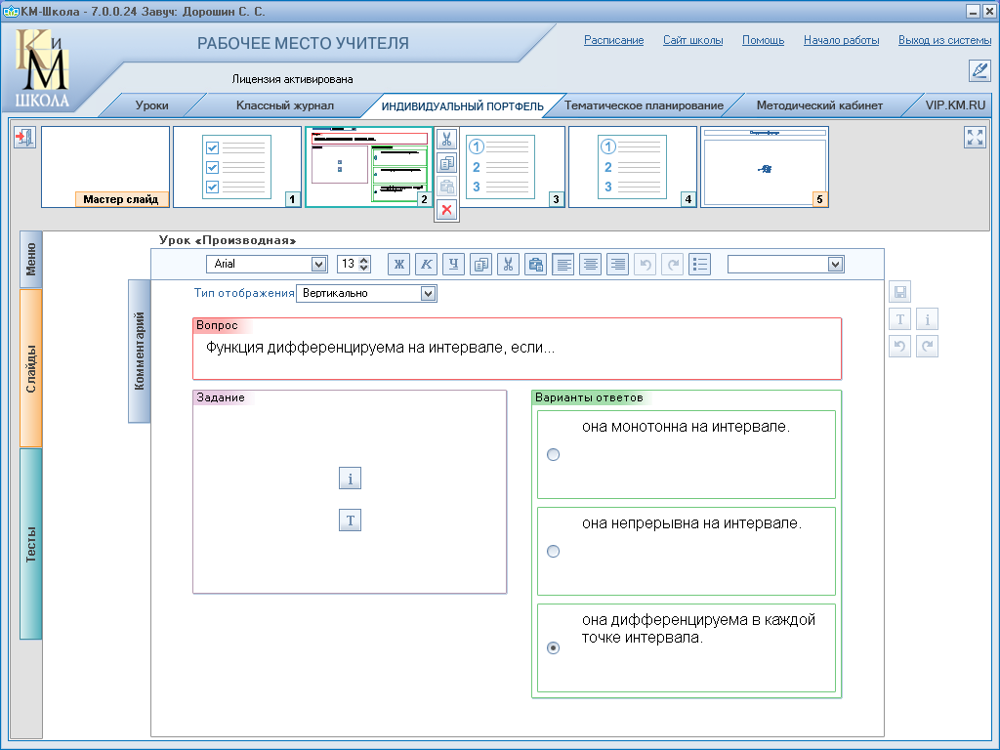 КМ-Школа - 7.0.0.24 Завуч: Дорошин С. С.
К и М
ШКОЛА
РАБОЧЕЕ МЕСТО УЧИТЕЛЯ
Расписание Сайт школы Помощь Начало работы Выход из системы
Лицензия активирована
Уроки Классный журнал ИНДИВИДУАЛЬНЫЙ ПОРТФЕЛЬ Тематическое планирование Методический кабинет VIP.KM.RU
1 1
2 2
3 3
Мастер слайд 1 2 3 4 5
Урок «Производная»
Меню
Слайды
Тесты
Комментарий
Arial 13 Ж К Ч
Тип отображения Вертикально
Т i
Вопрос
Функция дифференцируема на интервале, если...
Задание
i
Т
Варианты ответов
она монотонна на интервале.
она непрерывна на интервале.
она дифференцируема в каждой
точке интервала.